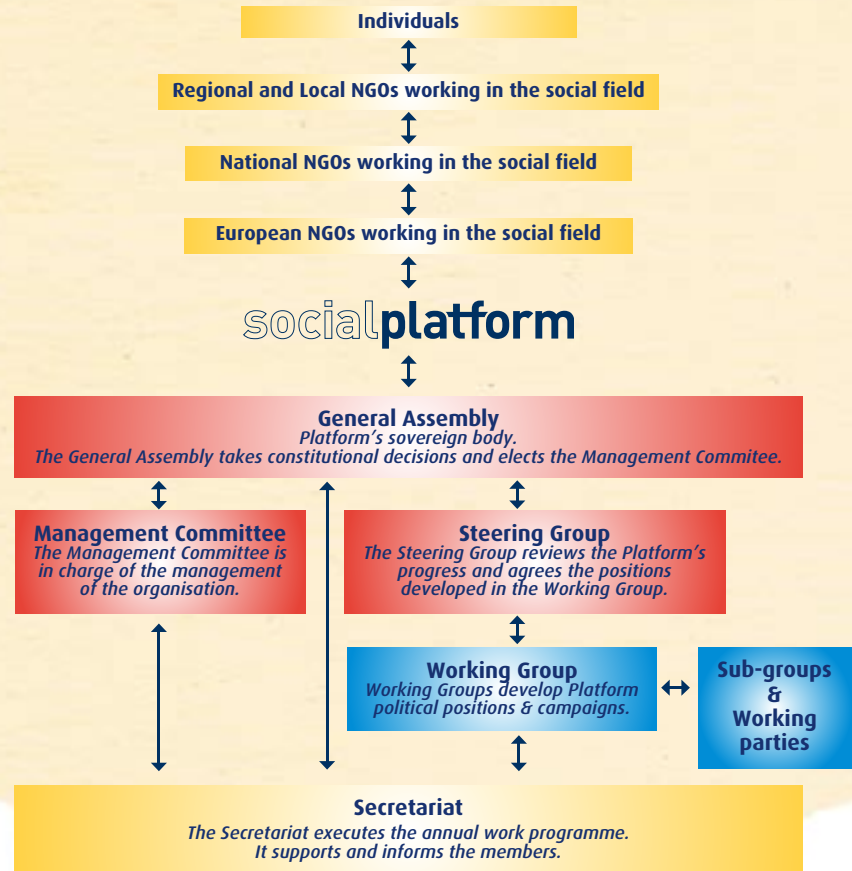 Individuals
Regional and Local NGOs working in the social field
National NGOs working in the social field
European NGOs working in the social field
socialplatform
General Assembly
Platform's sovereign body.
The General Assembly takes constitutional decisions and elects the Management Commitee.
Management Committee
The Management Committee is
in charge of the management
of the organisation.
Steering Group
The Steering Group reviews the Platform's
progress and agrees the positions
developed in the Working Group.
Working Group
Working Groups develop Platform
political positions & campaigns.
Sub-groups
&
Working
parties
Secretariat
The Secretariat executes the annual work programme.
It supports and informs the members.